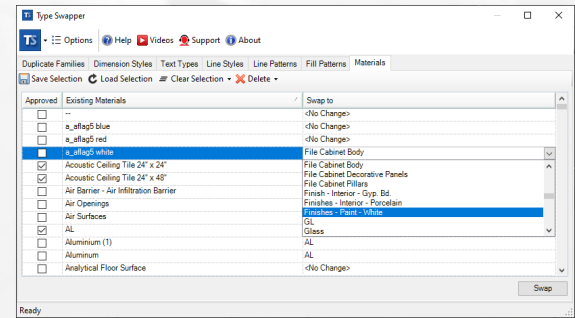 TS Type Swapper
TS Options Help Videos Support About
Duplicate Families Dimension Styles Text Types Line Styles Line Patterns Fill Patterns Materials
Save Selection Load Selection Clear Selection Delete
Approved Existing Materials Swap to
-- <No Change>
a_aflag5 blue <No Change>
a_aflag5 red <No Change>
a_aflag5 white File Cabinet Body
Acoustic Ceiling Tile 24" x 24" File Cabinet Body
Acoustic Ceiling Tile 24" x 48" File Cabinet Decorative Panels
File Cabinet Pillars
Air Barrier - Air Infiltration Barrier Finish - Interior - Gyp. Bd.
Air Openings Finishes - Interior - Porcelain
Air Surfaces Finishes - Paint - White
GL
AL Glass
Aluminium (1) AL
Aluminum AL
Analytical Floor Surface <No Change>
Swap
Ready